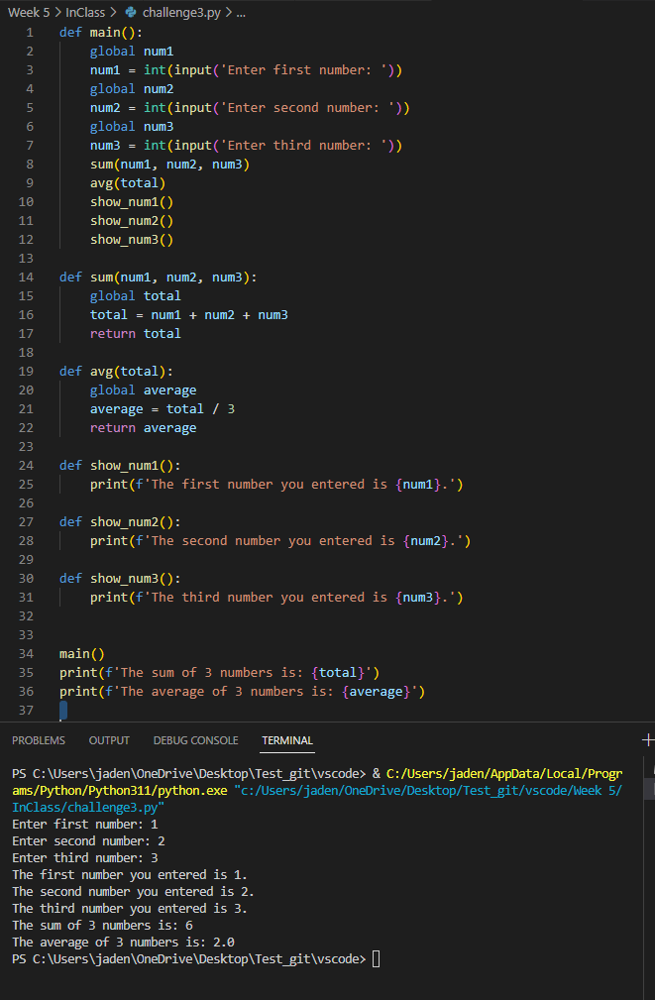 Week 5 > InClass > challenge3.py > ...
1 def main():
2     global num1
3     num1 = int(input('Enter first number: '))
4     global num2
5     num2 = int(input('Enter second number: '))
6     global num3
7     num3 = int(input('Enter third number: '))
8     sum(num1, num2, num3)
9     avg(total)
10     show_num1()
11     show_num2()
12     show_num3()
13
14 def sum(num1, num2, num3):
15     global total
16     total = num1 + num2 + num3
17     return total
18
19 def avg(total):
20     global average
21     average = total / 3
22     return average
23
24 def show_num1():
25     print(f'The first number you entered is {num1}.')
26
27 def show_num2():
28     print(f'The second number you entered is {num2}.')
29
30 def show_num3():
31     print(f'The third number you entered is {num3}.')
32
33
34 main()
35 print(f'The sum of 3 numbers is: {total}')
36 print(f'The average of 3 numbers is: {average}')
37
PROBLEMS OUTPUT DEBUG CONSOLE TERMINAL
PS C:\Users\jaden\OneDrive\Desktop\Test_git\vscode> & C:/Users/jaden/AppData/Local/Progr
ams/Python/Python311/python.exe "c:/Users/jaden/OneDrive/Desktop/Test_git/vscode/Week 5/
InClass/challenge3.py"
Enter first number: 1
Enter second number: 2
Enter third number: 3
The first number you entered is 1.
The second number you entered is 2.
The third number you entered is 3.
The sum of 3 numbers is: 6
The average of 3 numbers is: 2.0
PS C:\Users\jaden\OneDrive\Desktop\Test_git\vscode>